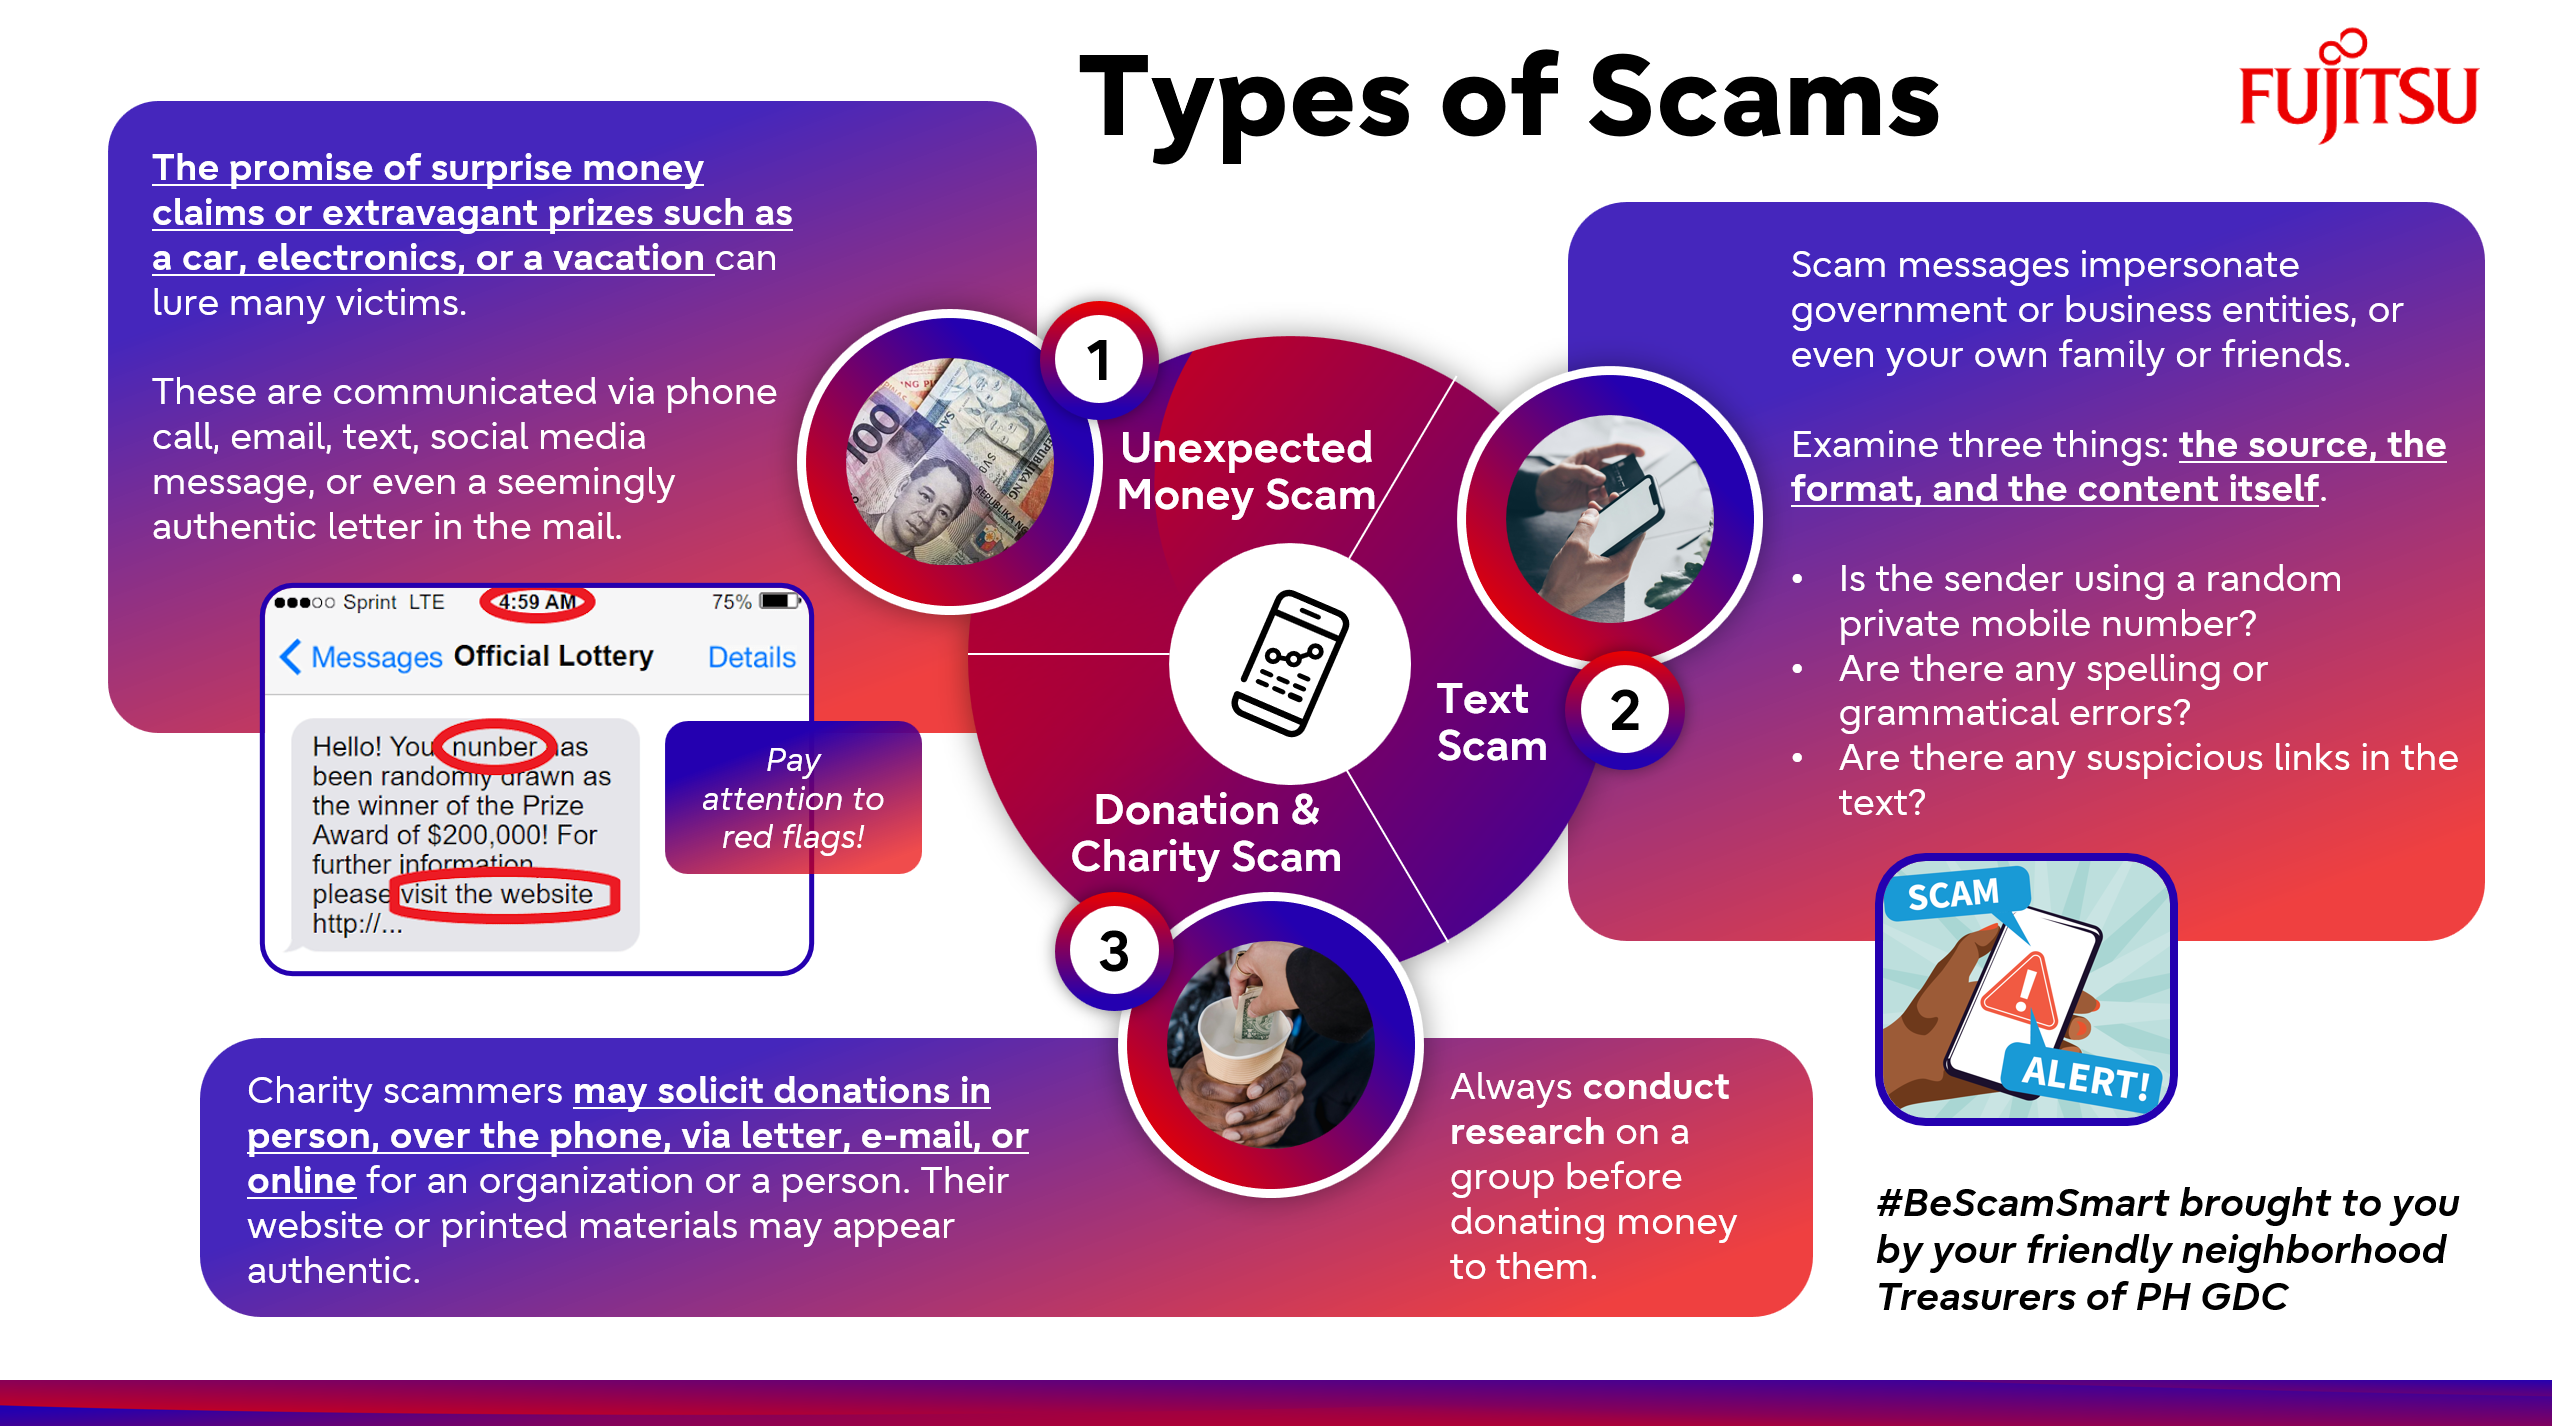 Types of Scams
FUJITSU
The promise of surprise money
claims or extravagant prizes such as
a car, electronics, or a vacation can
lure many victims.
These are communicated via phone
call, email, text, social media
message, or even a seemingly
authentic letter in the mail.
Sprint LTE 4:59 AM 75%
Messages Official Lottery Details
Hello! You nunber as
been randomly drawn as
the winner of the Prize
Award of $200,000! For
further information
please visit the website
http://...
Pay
attention to
red flags!
1
Unexpected
Money Scam
100
NG PI
REPUBLIKA NG
Text
Scam
2
Scam messages impersonate
government or business entities, or
even your own family or friends.
Examine three things: the source, the
format, and the content itself.
• Is the sender using a random
private mobile number?
• Are there any spelling or
grammatical errors?
• Are there any suspicious links in the
text?
SCAM
!
ALERT!
Donation &
Charity Scam
3
Charity scammers may solicit donations in
person, over the phone, via letter, e-mail, or
online for an organization or a person. Their
website or printed materials may appear
authentic.
Always conduct
research on a
group before
donating money
to them.
#BeScamSmart brought to you
by your friendly neighborhood
Treasurers of PH GDC